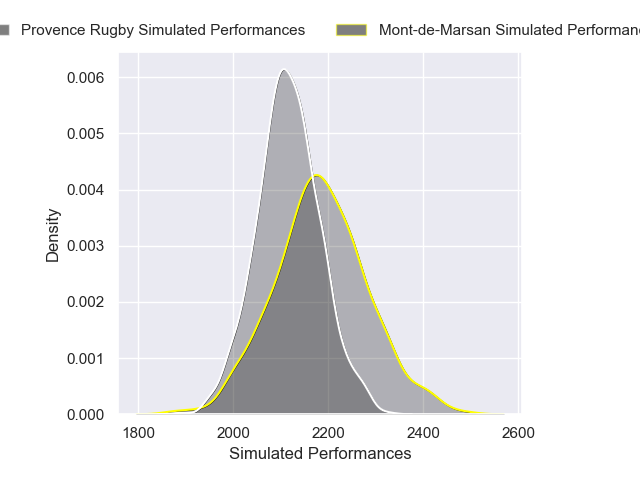 Provence Rugby Simulated Performances
Mont-de-Marsan Simulated
0.006
0.005
0.004
0.003
0.002
0.001
0.000
Density
1800 2000 2200 2400 2600
Simulated Performances